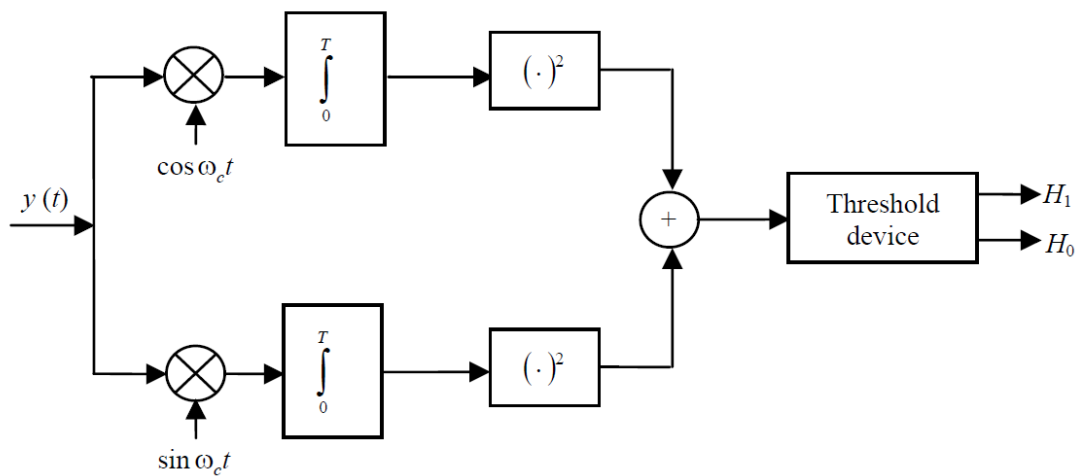 T
∫
0
(·)²
cos ω_c t
y (t)
+
Threshold
device
H₁
H₀
T
∫
0
(·)²
sin ω_c t